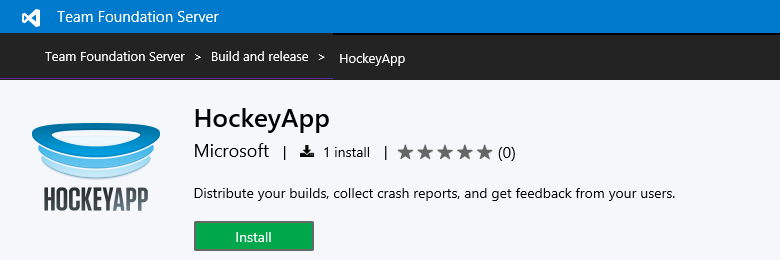 Team Foundation Server
Team Foundation Server > Build and release > HockeyApp
HockeyApp
Microsoft | 1 install | (0)
HOCKEYAPP
Distribute your builds, collect crash reports, and get feedback from your users.
Install